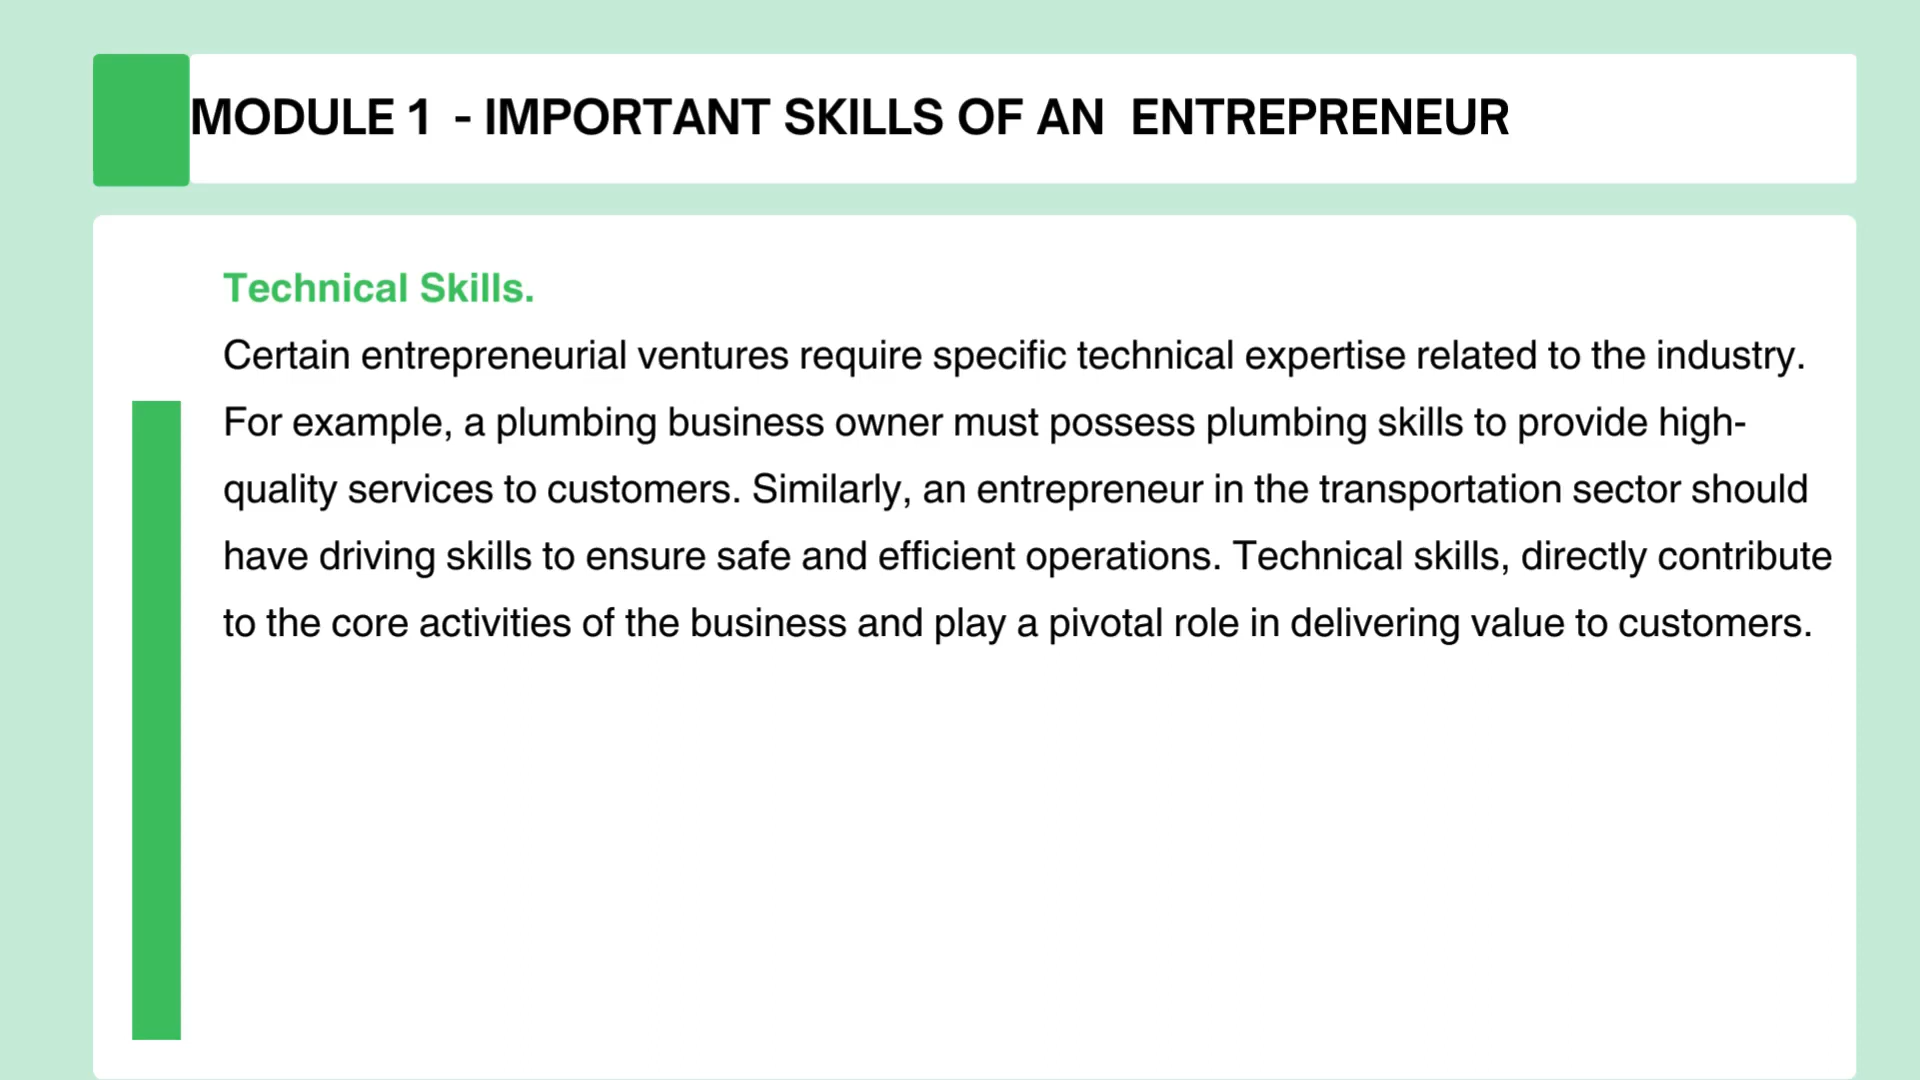 MODULE 1 - IMPORTANT SKILLS OF AN ENTREPRENEUR
Technical Skills.
Certain entrepreneurial ventures require specific technical expertise related to the industry.
For example, a plumbing business owner must possess plumbing skills to provide high-
quality services to customers. Similarly, an entrepreneur in the transportation sector should
have driving skills to ensure safe and efficient operations. Technical skills, directly contribute
to the core activities of the business and play a pivotal role in delivering value to customers.